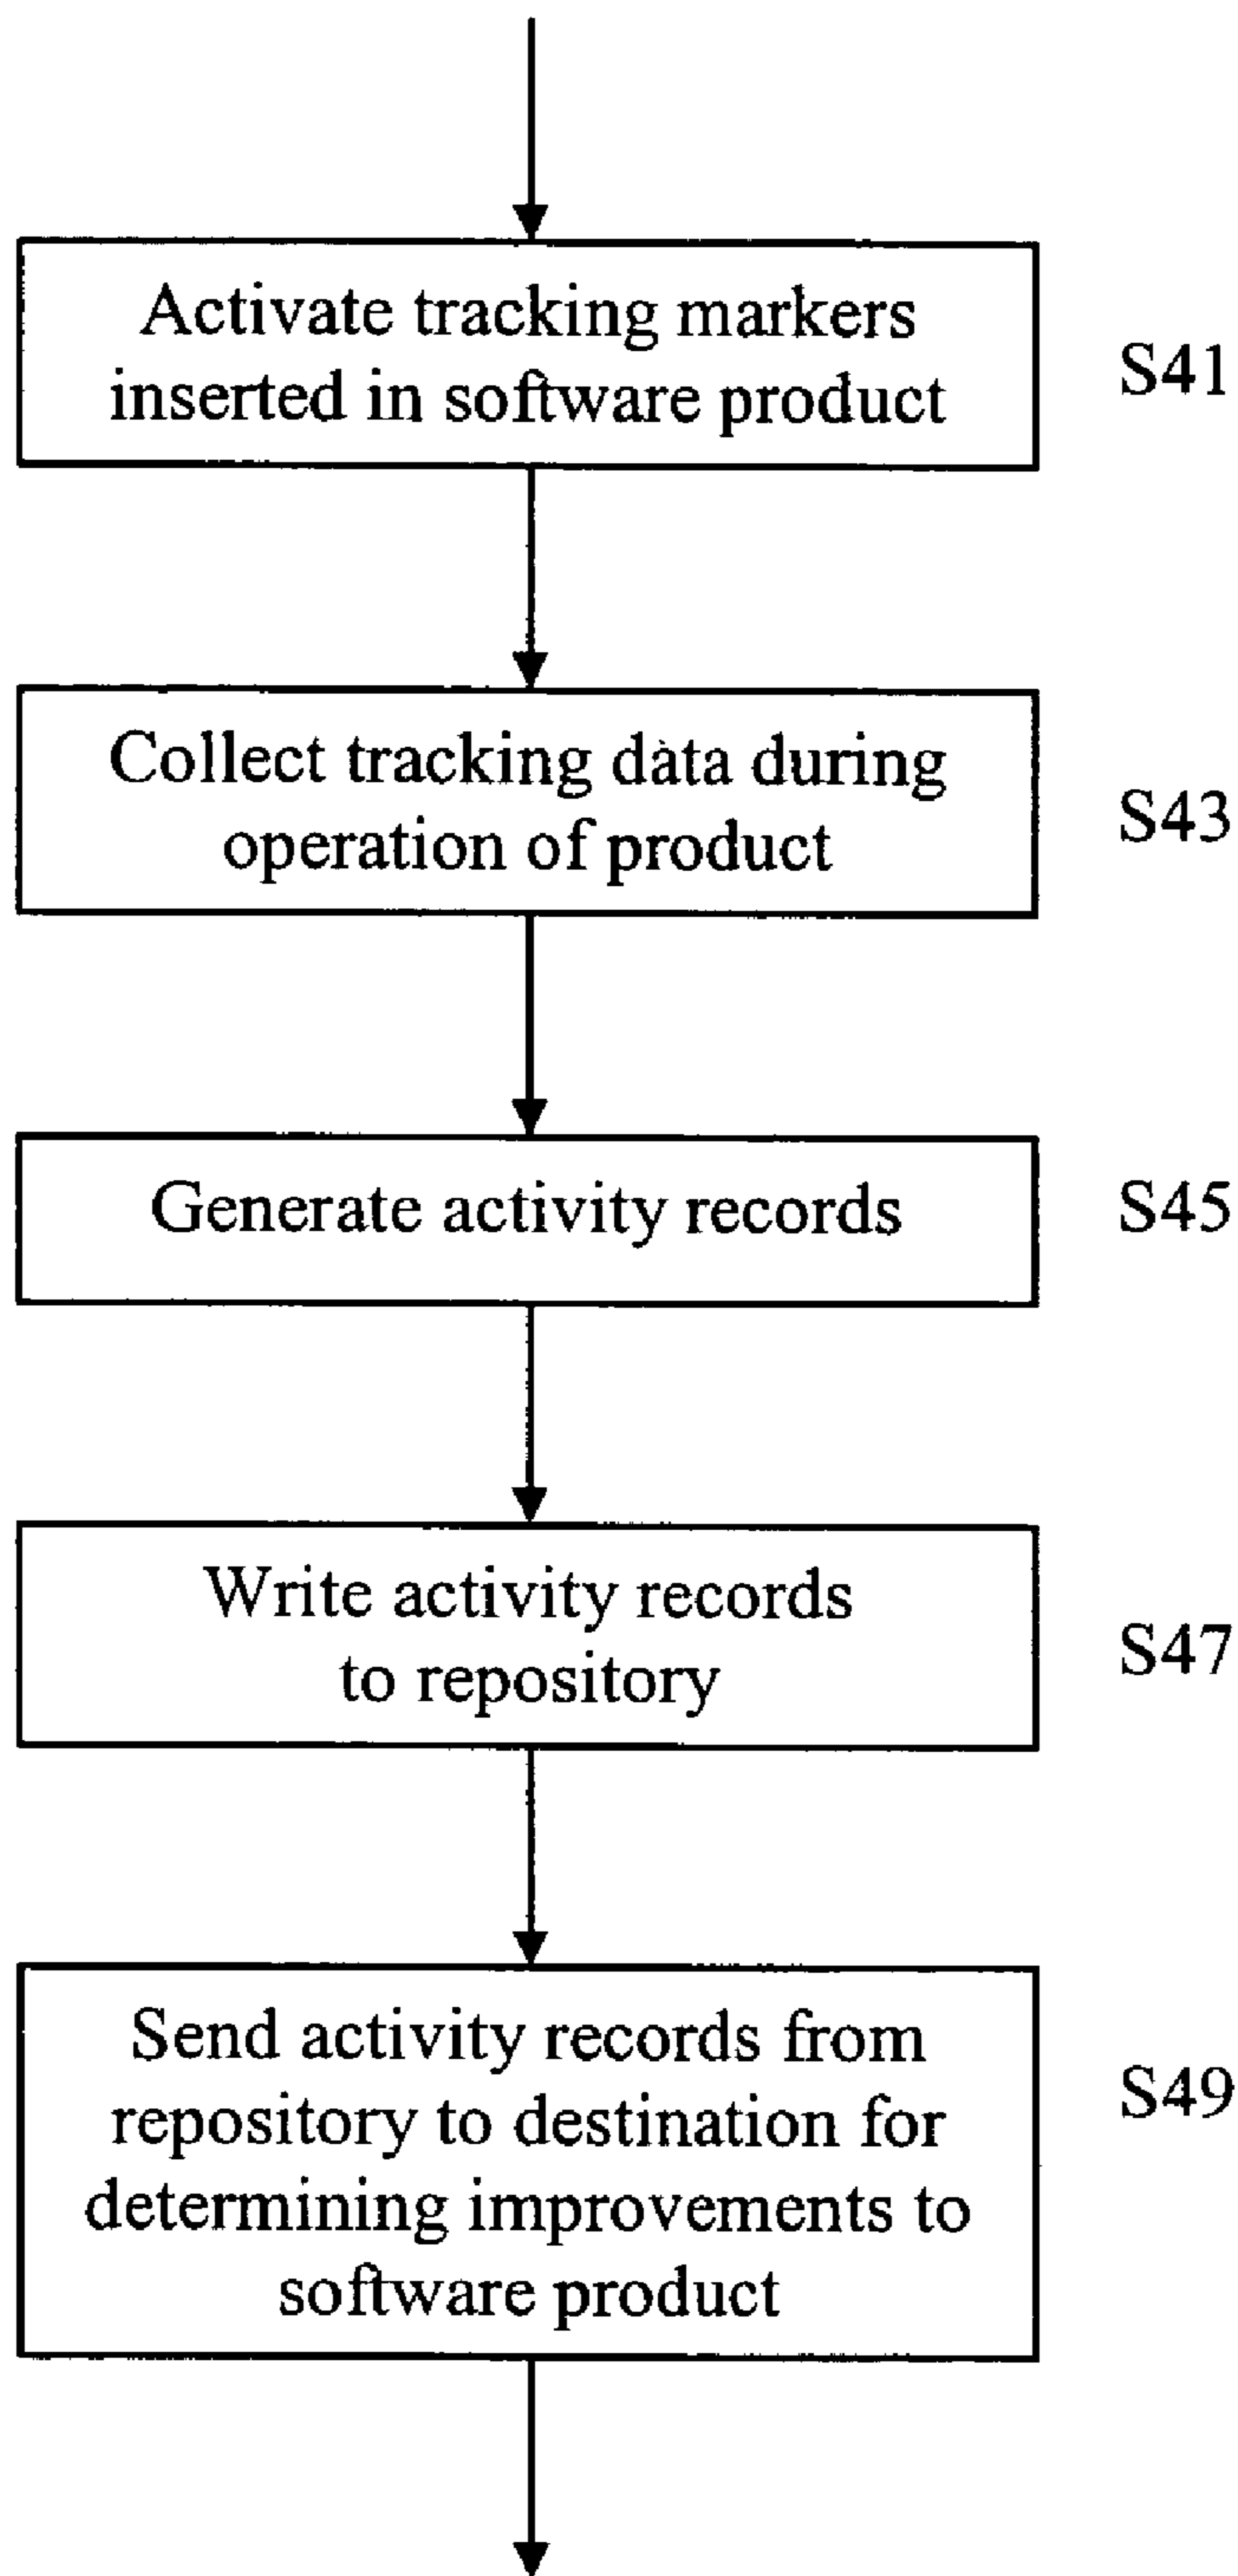 Activate tracking markers
inserted in software product
S41
Collect tracking data during
operation of product
S43
Generate activity records
S45
Write activity records
to repository
S47
Send activity records from
repository to destination for
determining improvements to
software product
S49